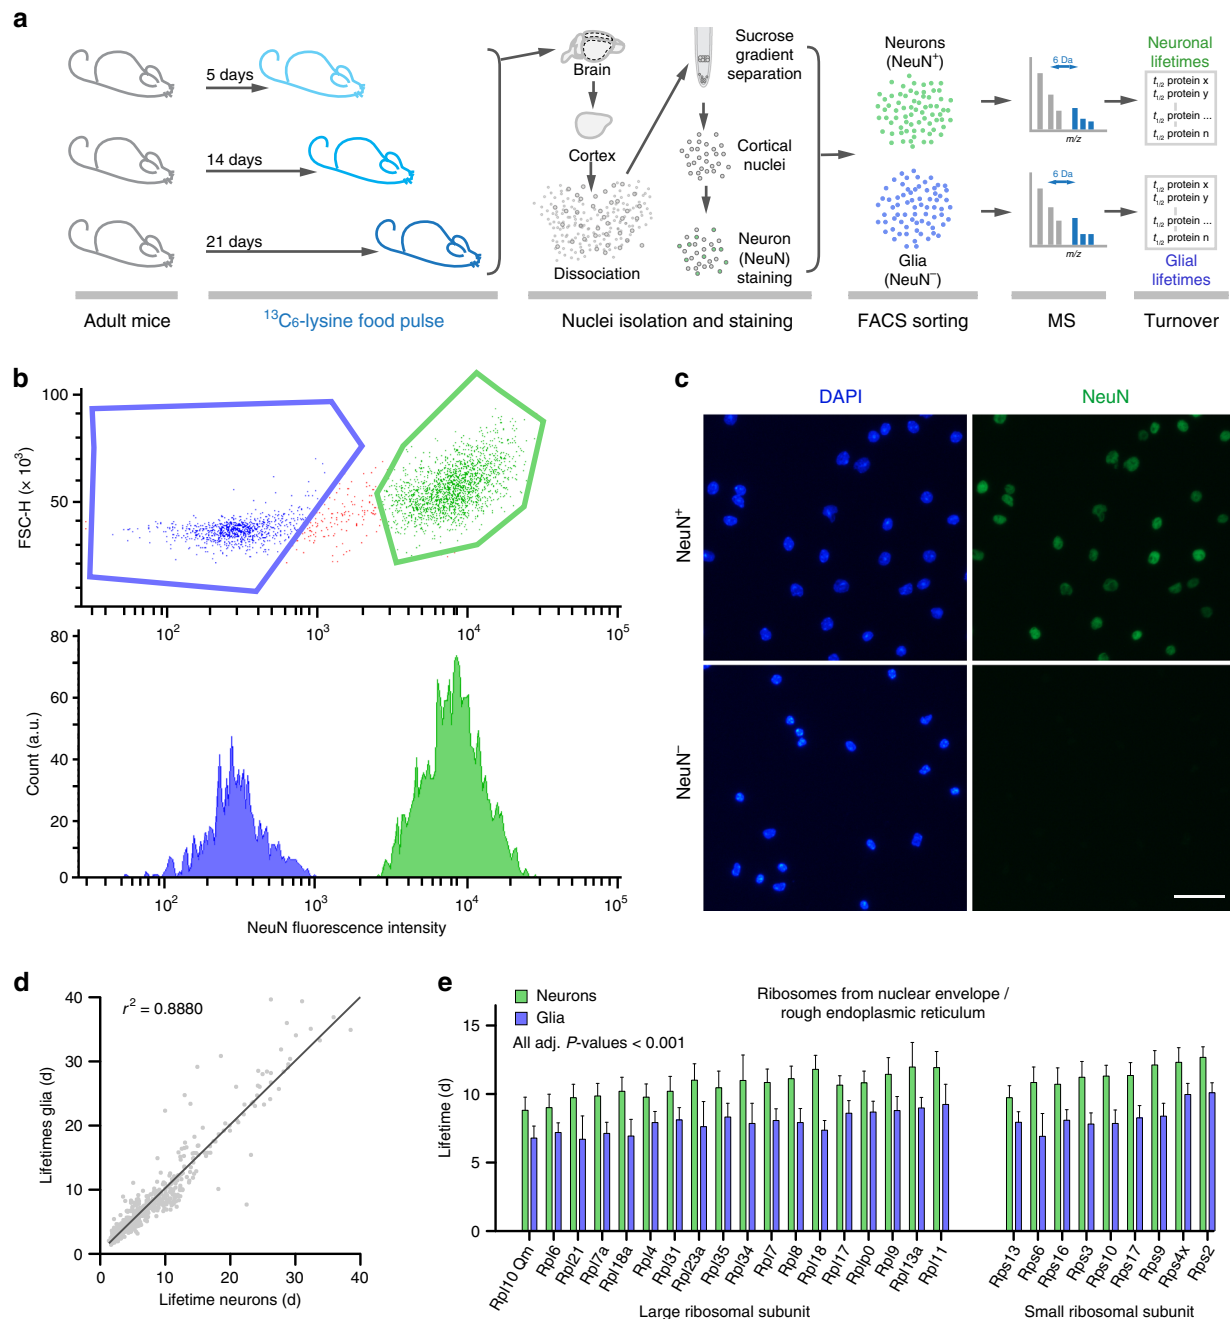 a
5 days
14 days
21 days
Brain
Cortex
Dissociation
Sucrose
gradient
separation
Cortical
nuclei
Neuron
(NeuN)
staining
Neurons
(NeuN⁺)
Glia
(NeuN⁻)
6 Da
m/z
6 Da
m/z
Neuronal
lifetimes
t1/2 protein x
t1/2 protein y
t1/2 protein ...
t1/2 protein n
t1/2 protein x
t1/2 protein y
t1/2 protein ...
t1/2 protein n
Glial
lifetimes
Adult mice
¹³C₆-lysine food pulse
Nuclei isolation and staining
FACS sorting
MS
Turnover
b
FSC-H (× 10³)
100
50
0
10² 10³ 10⁴ 10⁵
Count (a.u.)
80
60
40
20
0
10² 10³ 10⁴ 10⁵
NeuN fluorescence intensity
c
DAPI
NeuN
NeuN⁺
NeuN⁻
d
r² = 0.8880
Lifetimes glia (d)
40
30
20
10
0
0 10 20 30 40
Lifetime neurons (d)
e
Neurons
Glia
All adj. P-values < 0.001
Ribosomes from nuclear envelope /
rough endoplasmic reticulum
Lifetime (d)
15
10
5
0
Rpl10 Qm
Rpl6
Rpl21
Rpl7a
Rpl18a
Rpl4
Rpl31
Rpl23a
Rpl35
Rpl34
Rpl7
Rpl8
Rpl18
Rpl17
Rplp0
Rpl9
Rpl13a
Rpl11
Rps13
Rps6
Rps16
Rps3
Rps10
Rps17
Rps9
Rps4x
Rps2
Large ribosomal subunit
Small ribosomal subunit